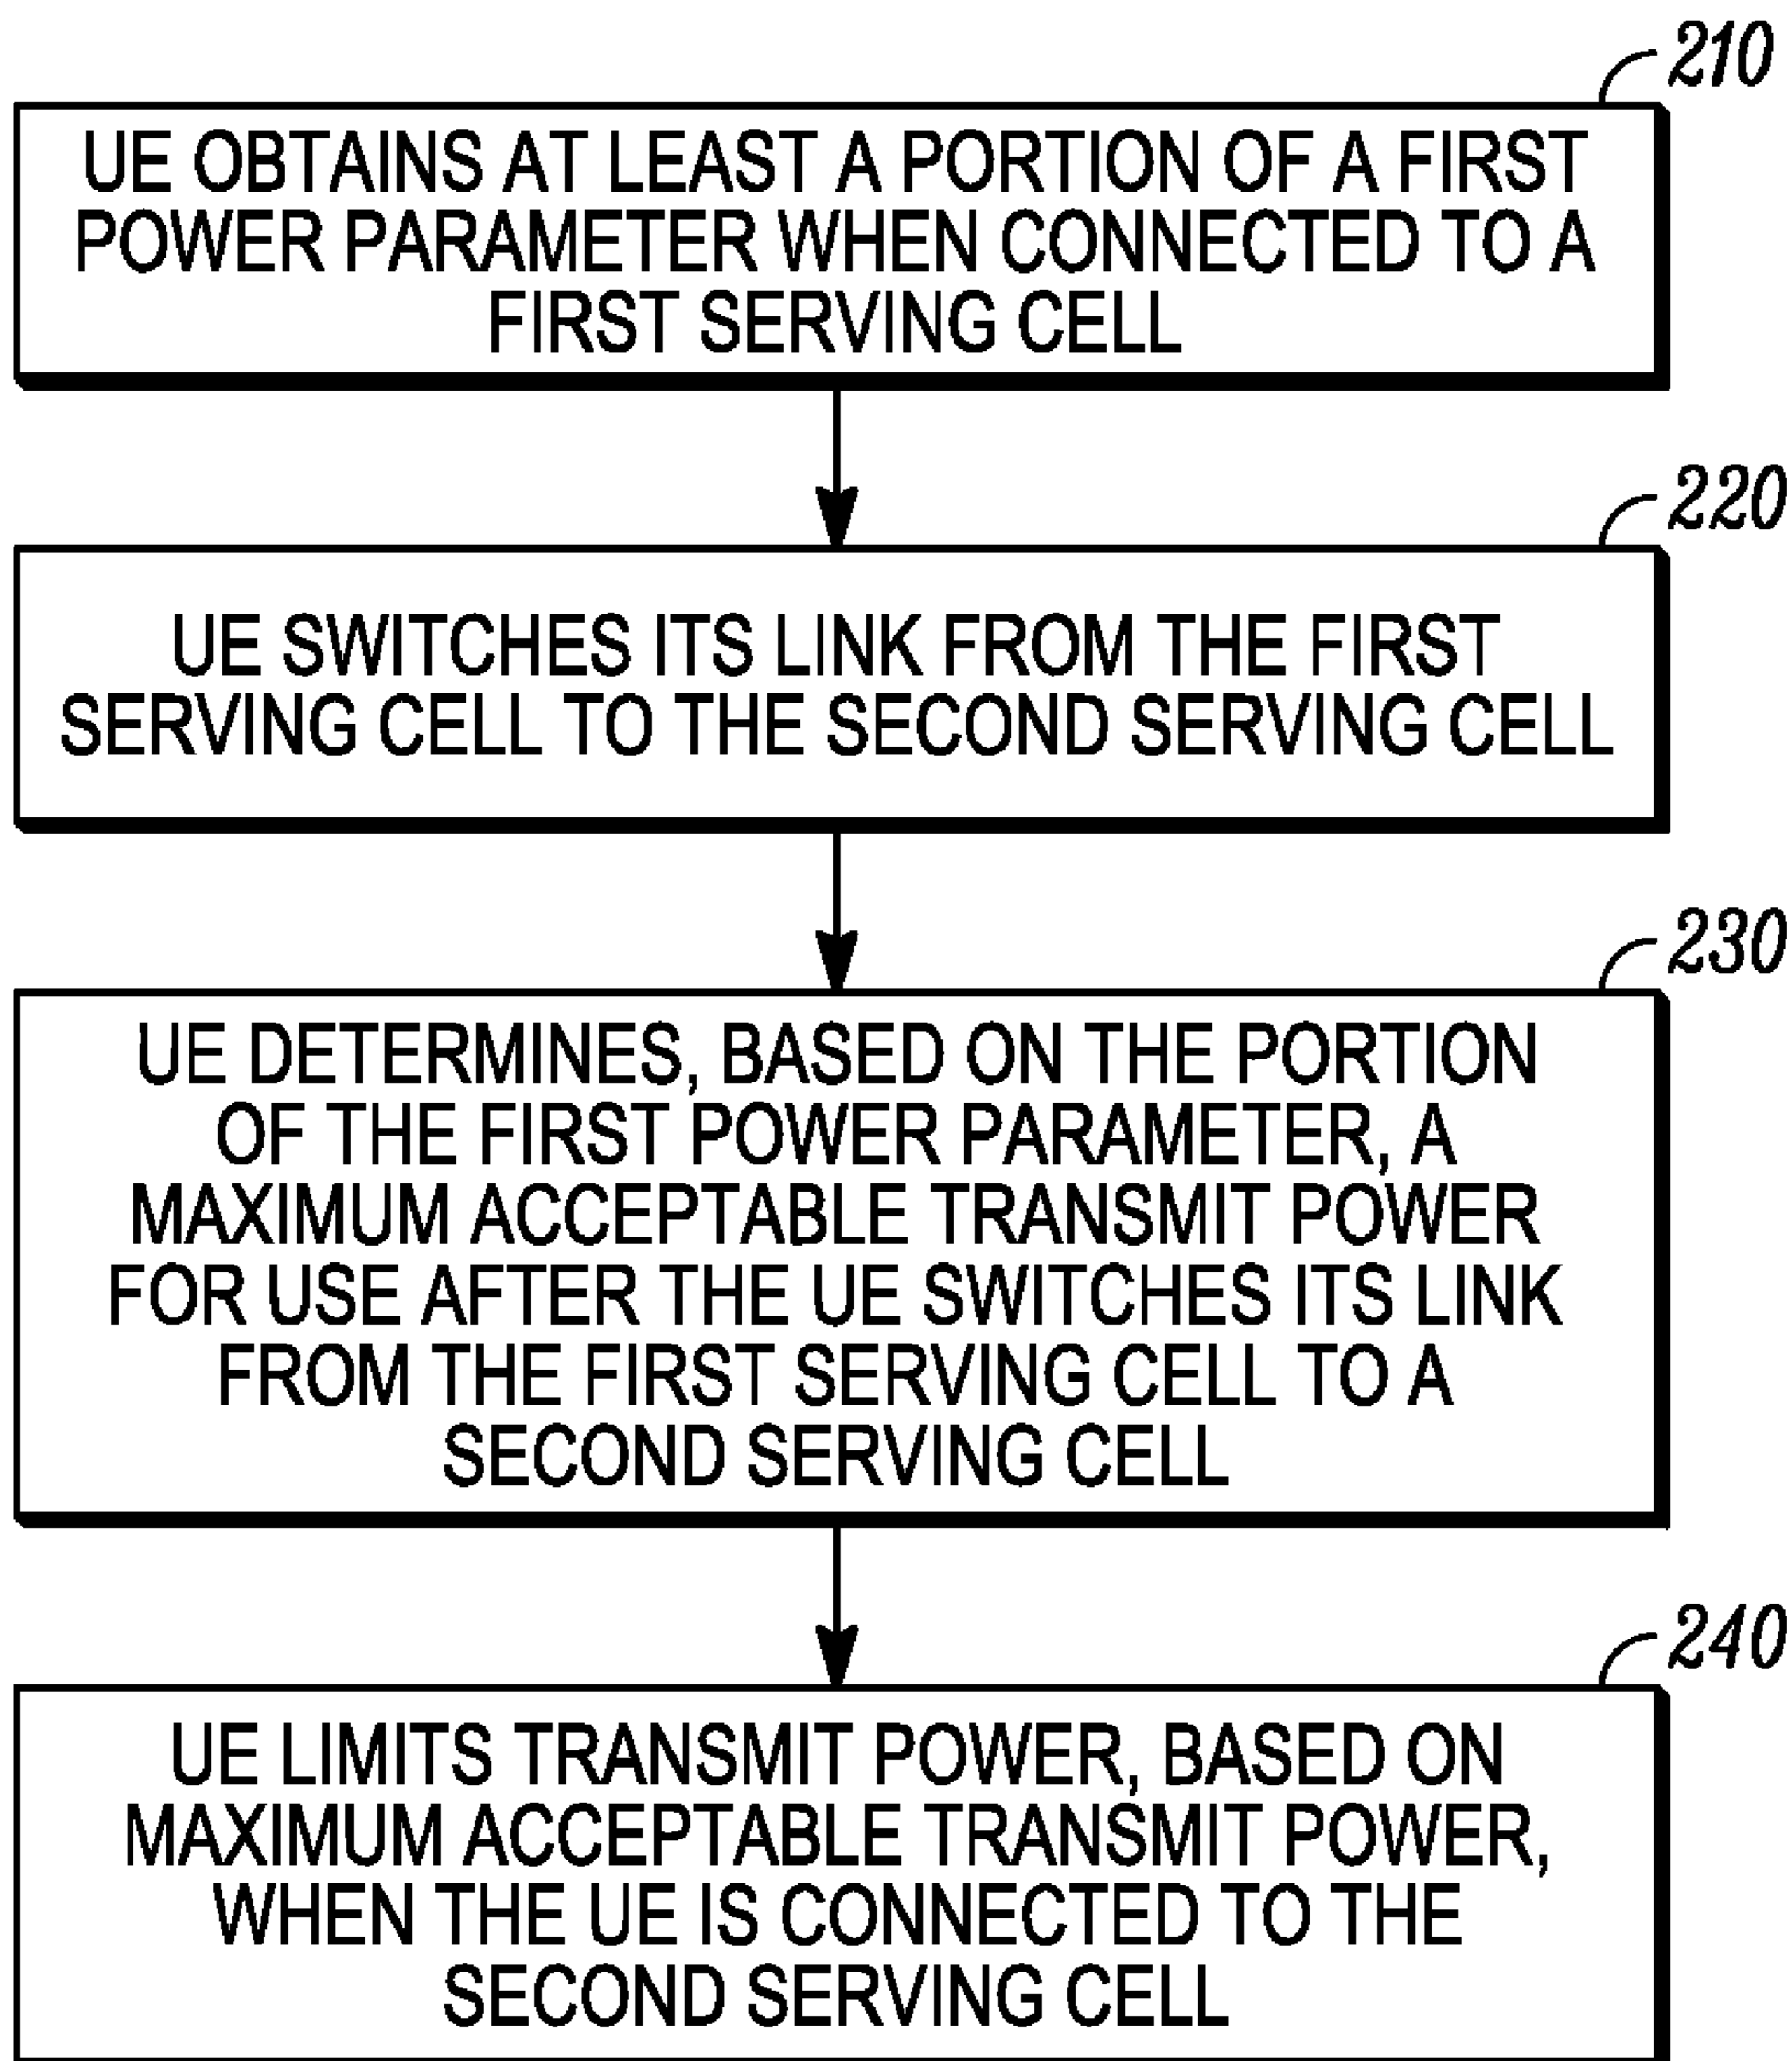 210
UE OBTAINS AT LEAST A PORTION OF A FIRST
POWER PARAMETER WHEN CONNECTED TO A
FIRST SERVING CELL
220
UE SWITCHES ITS LINK FROM THE FIRST
SERVING CELL TO THE SECOND SERVING CELL
230
UE DETERMINES, BASED ON THE PORTION
OF THE FIRST POWER PARAMETER, A
MAXIMUM ACCEPTABLE TRANSMIT POWER
FOR USE AFTER THE UE SWITCHES ITS LINK
FROM THE FIRST SERVING CELL TO A
SECOND SERVING CELL
240
UE LIMITS TRANSMIT POWER, BASED ON
MAXIMUM ACCEPTABLE TRANSMIT POWER,
WHEN THE UE IS CONNECTED TO THE
SECOND SERVING CELL